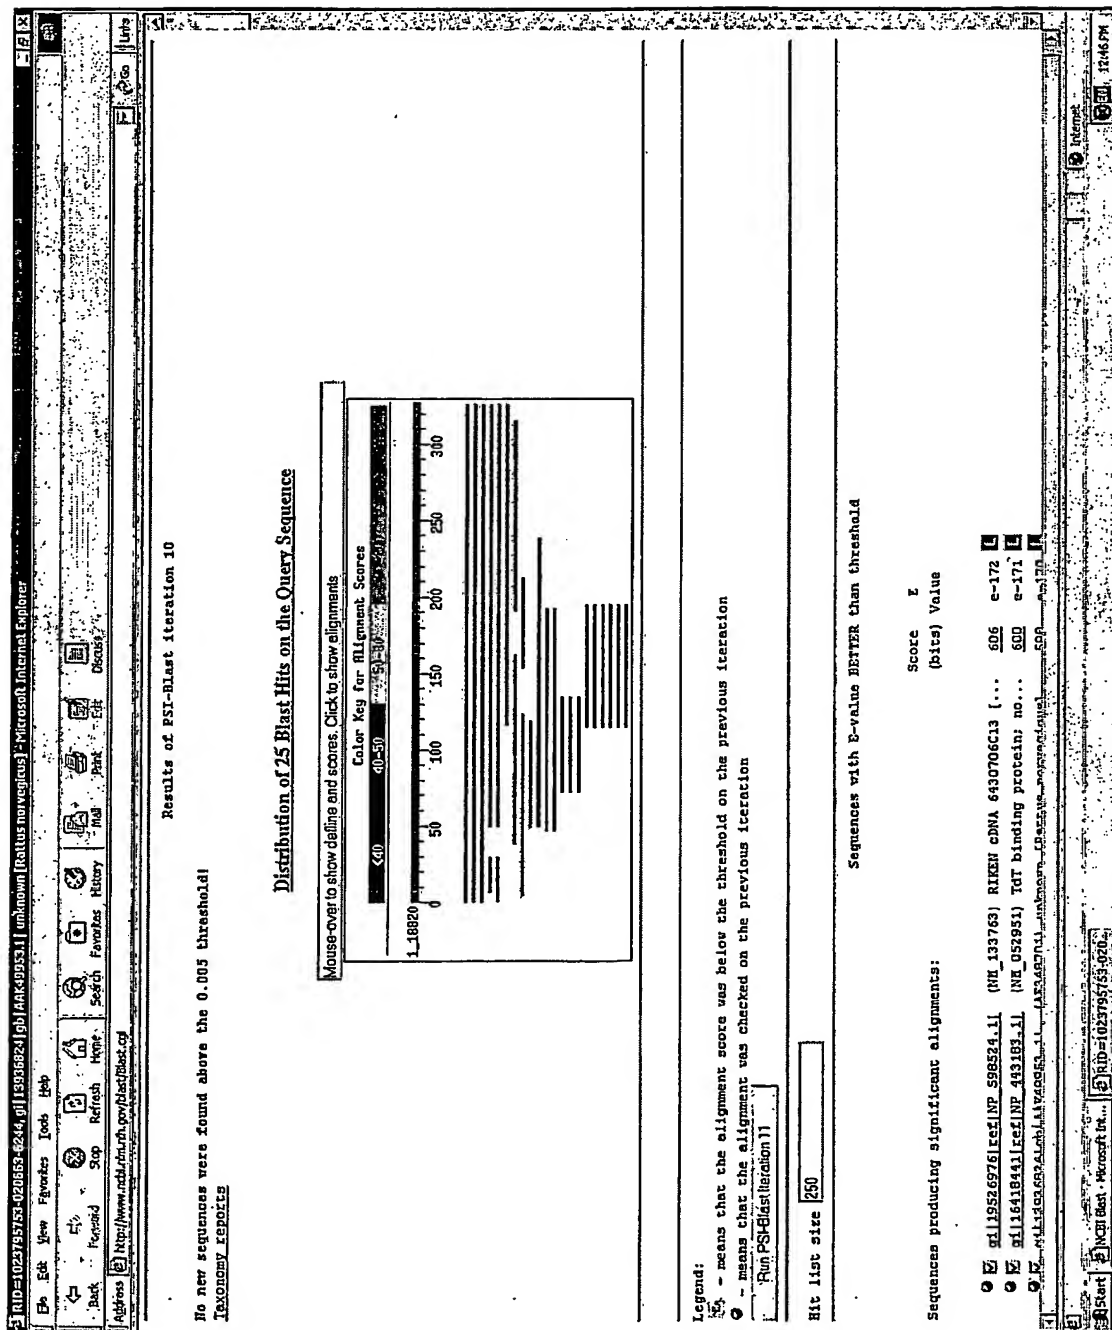 RID=1023795753-020663-6244, gi|13936824|gb|AAK49953.1| unknown [Rattus norvegicus] - Microsoft Internet Explorer
File Edit View Favorites Tools Help
Back Forward Stop Refresh Home Search Favorites History Mail Print Edit Discuss
Address http://www.ncbi.nlm.nih.gov/blast/Blast.cgi Go Links
Results of PSI-Blast iteration 10
No new sequences were found above the 0.005 threshold!
Taxonomy reports
Distribution of 25 Blast Hits on the Query Sequence
Mouse-over to show defline and scores. Click to show alignments
Color Key for Alignment Scores
<40 40-50 50-80
1_18820
0 50 100 150 200 250 300
Legend:
- means that the alignment score was below the threshold on the previous iteration
- means that the alignment was checked on the previous iteration
Run PSI-Blast iteration 11
Hit list size 250
Sequences with E-value BETTER than threshold
Score E
Sequences producing significant alignments: (bits) Value
gi|19526976|ref|NP_598524.1| (NM_133763) RIKEN cDNA 6430706C13 [... 606 e-172 L
gi|16418441|ref|NP_443183.1| (NM_052951) TdT binding protein; no... 600 e-171 L
gi|13936824|gb|AAK49953.1| unknown [Rattus norvegicus]
Internet
Start NCBI Blast - Microsoft Int... RID=1023795753-020... 12:46 PM